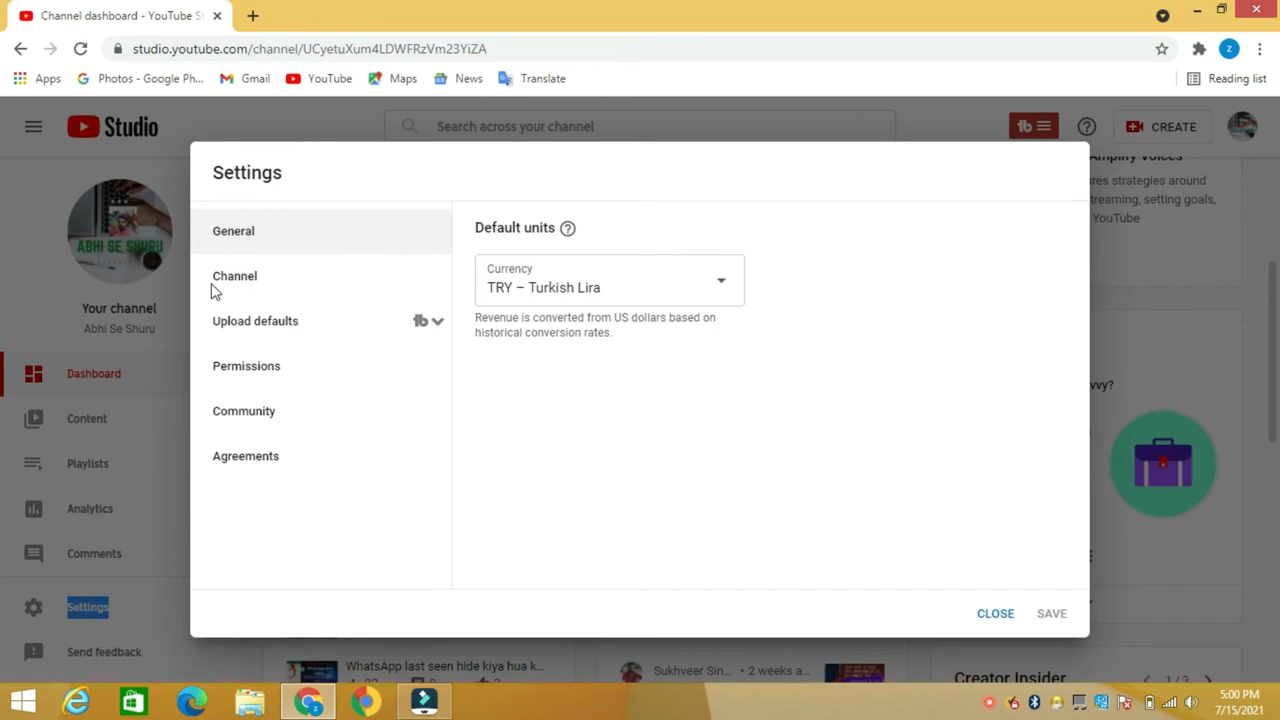 Channel dashboard - YouTube St
studio.youtube.com/channel/UCyetuXum4LDWFRzVm23YiZA
Z
Apps
Photos - Google Ph...
Gmail
YouTube
Maps
News
Translate
Reading list
Studio
Search across your channel
CREATE
Settings
Amplify Voices
ABHI SE SHURU
Your channel
Abhi Se Shuru
Dashboard
Content
Playlists
Analytics
Comments
Settings
Send feedback
General
Channel
Upload defaults
Permissions
Community
Agreements
Default units
Currency
TRY – Turkish Lira
Revenue is converted from US dollars based on
historical conversion rates.
CLOSE
SAVE
res strategies around
treaming, setting goals,
YouTube
vvy?
WhatsApp last seen hide kiya hua k...
Sukhveer Sin... • 2 weeks a...
Creator Insider
1 / 3
5:00 PM
7/15/2021